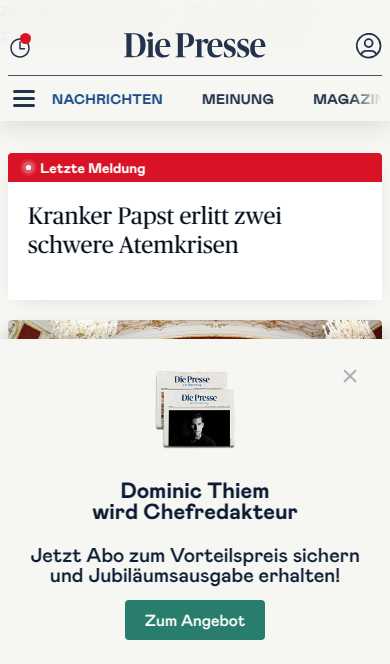 Die Presse
NACHRICHTEN MEINUNG MAGAZIN
Letzte Meldung
Kranker Papst erlitt zwei
schwere Atemkrisen
Die Presse
Die Presse
Dominic Thiem
wird Chefredakteur
Jetzt Abo zum Vorteilspreis sichern
und Jubiläumsausgabe erhalten!
Zum Angebot